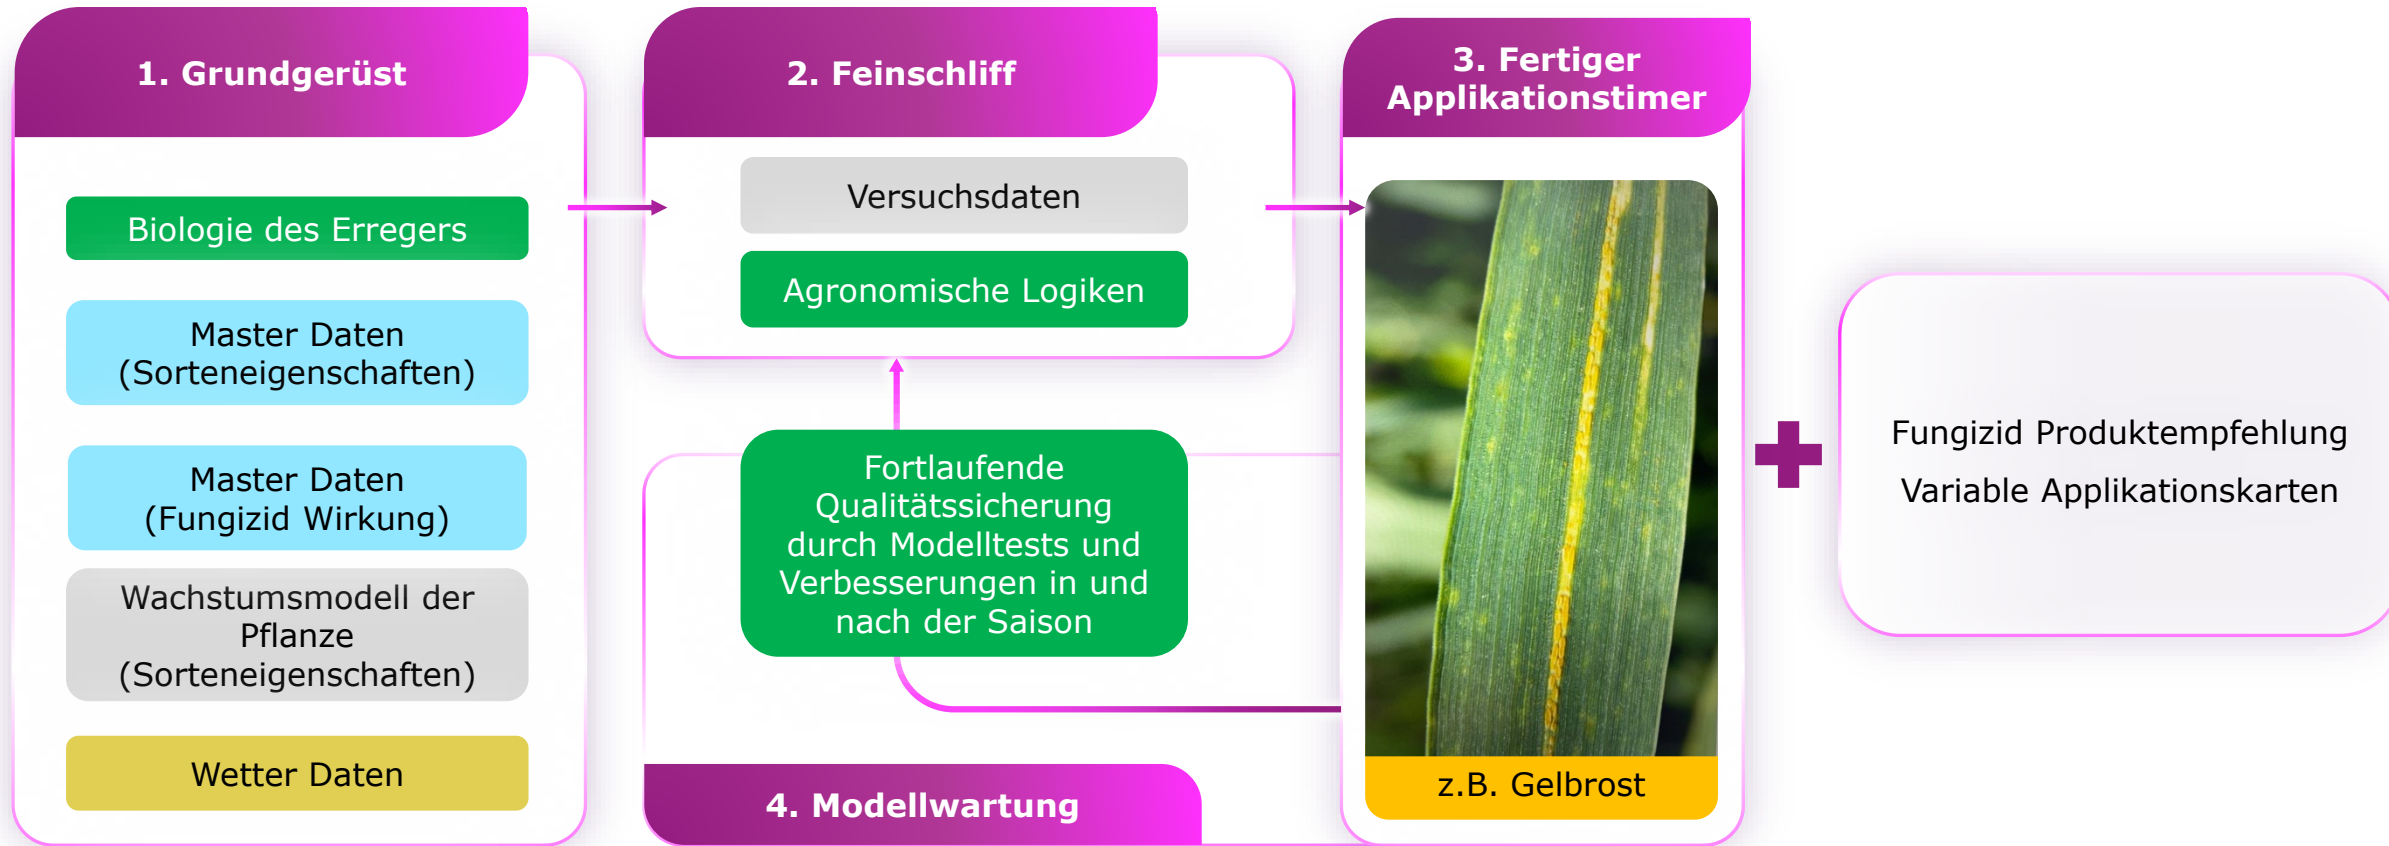 1. Grundgerüst
Biologie des Erregers
Master Daten
(Sorteneigenschaften)
Master Daten
(Fungizid Wirkung)
Wachstumsmodell der
Pflanze
(Sorteneigenschaften)
Wetter Daten
2. Feinschliff
Versuchsdaten
Agronomische Logiken
Fortlaufende
Qualitätssicherung
durch Modelltests und
Verbesserungen in und
nach der Saison
4. Modellwartung
3. Fertiger
Applikationstimer
z.B. Gelbrost
Fungizid Produktempfehlung
Variable Applikationskarten